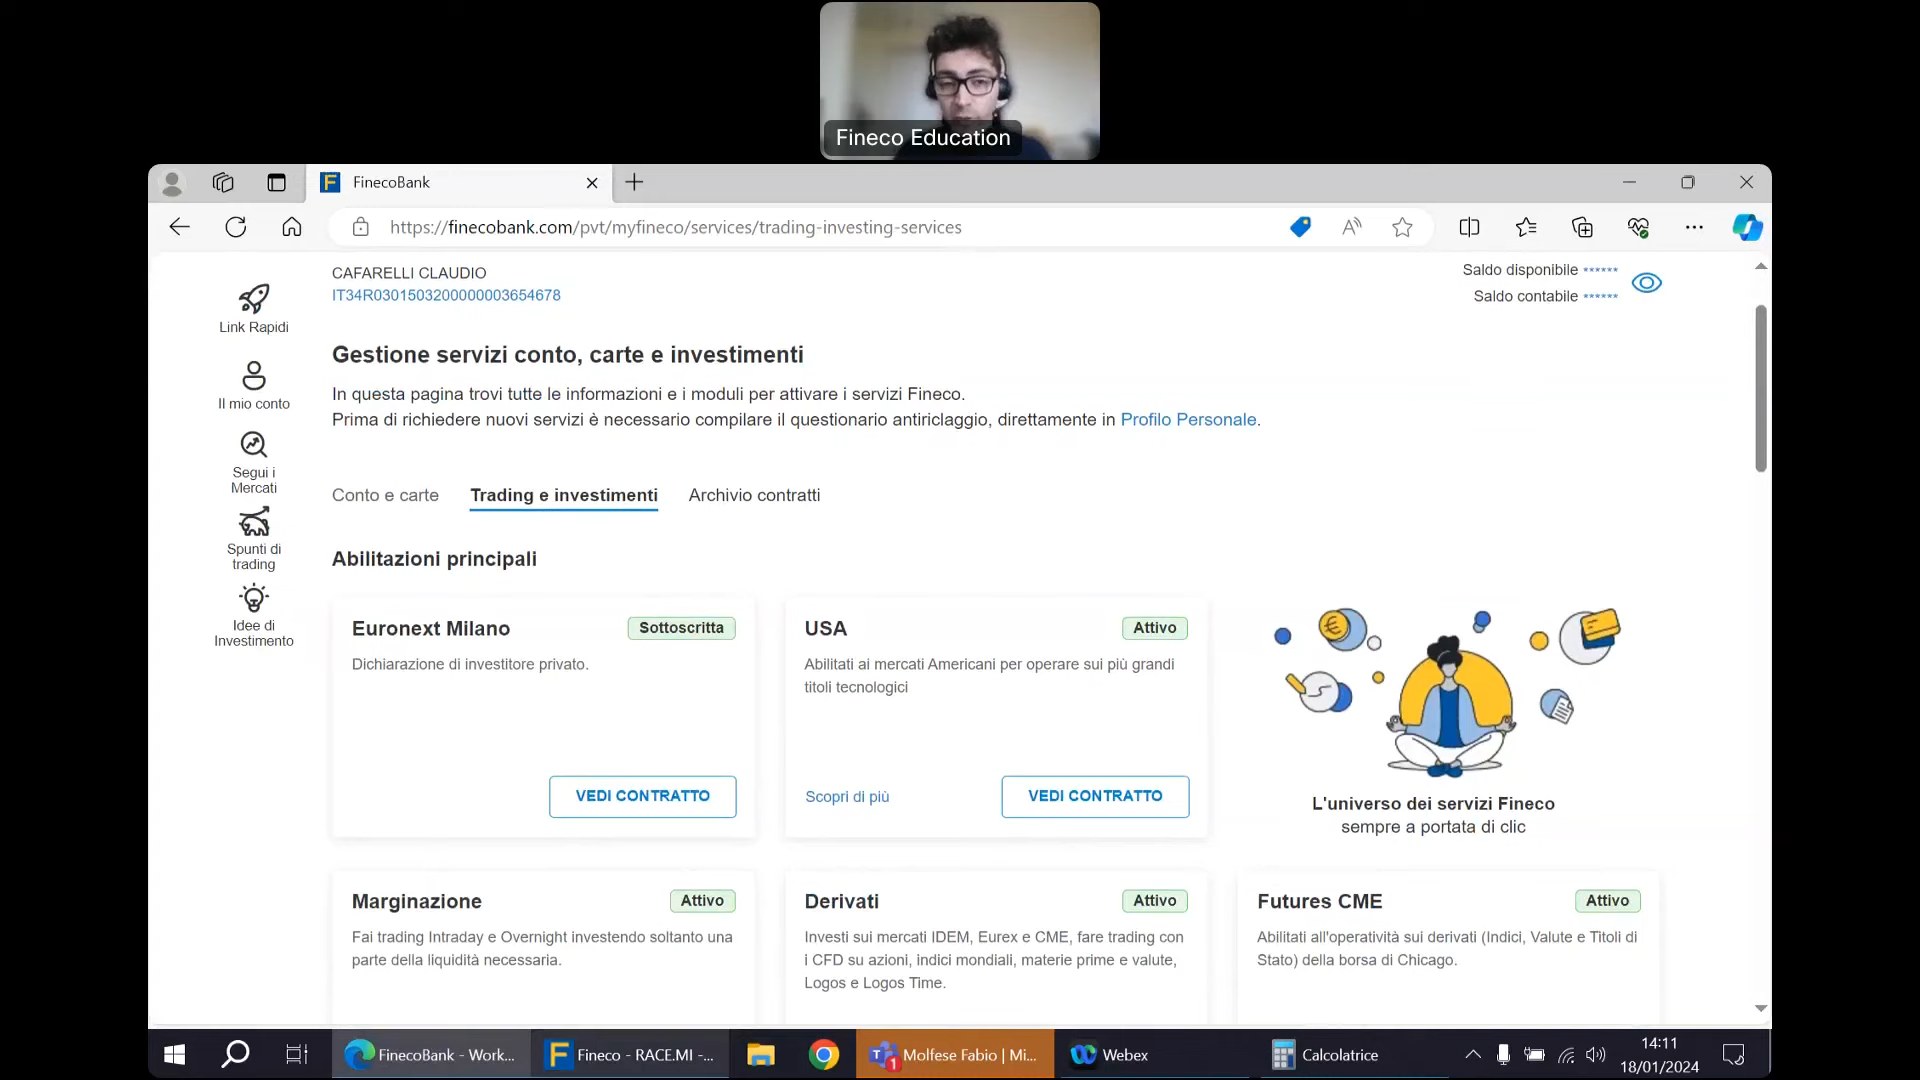 Fineco Education
FinecoBank
https://finecobank.com/pvt/myfineco/services/trading-investing-services
CAFARELLI CLAUDIO
IT34R0301503200000003654678
Saldo disponibile ******
Saldo contabile ******
Link Rapidi
Il mio conto
Segui i
Mercati
Spunti di
trading
Idee di
Investimento
Gestione servizi conto, carte e investimenti
In questa pagina trovi tutte le informazioni e i moduli per attivare i servizi Fineco.
Prima di richiedere nuovi servizi è necessario compilare il questionario antiriclaggio, direttamente in Profilo Personale.
Conto e carte
Trading e investimenti
Archivio contratti
Abilitazioni principali
Euronext Milano
Sottoscritta
Dichiarazione di investitore privato.
VEDI CONTRATTO
USA
Attivo
Abilitati ai mercati Americani per operare sui più grandi
titoli tecnologici
Scopri di più
VEDI CONTRATTO
L'universo dei servizi Fineco
sempre a portata di clic
Marginazione
Attivo
Fai trading Intraday e Overnight investendo soltanto una
parte della liquidità necessaria.
Derivati
Attivo
Investi sui mercati IDEM, Eurex e CME, fare trading con
i CFD su azioni, indici mondiali, materie prime e valute,
Logos e Logos Time.
Futures CME
Attivo
Abilitati all'operatività sui derivati (Indici, Valute e Titoli di
Stato) della borsa di Chicago.
FinecoBank - Work...
Fineco - RACE.MI -...
1
Molfese Fabio | Mi...
Webex
Calcolatrice
14:11
18/01/2024